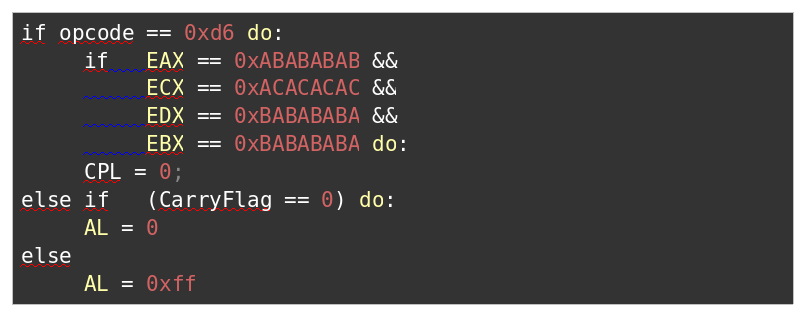 if opcode == 0xd6 do:
if EAX == 0xABABABAB &&
ECX == 0xACACACAC &&
EDX == 0xBABABABA &&
EBX == 0xBABABABA do:
CPL = 0;
else if (CarryFlag == 0) do:
AL = 0
else
AL = 0xff